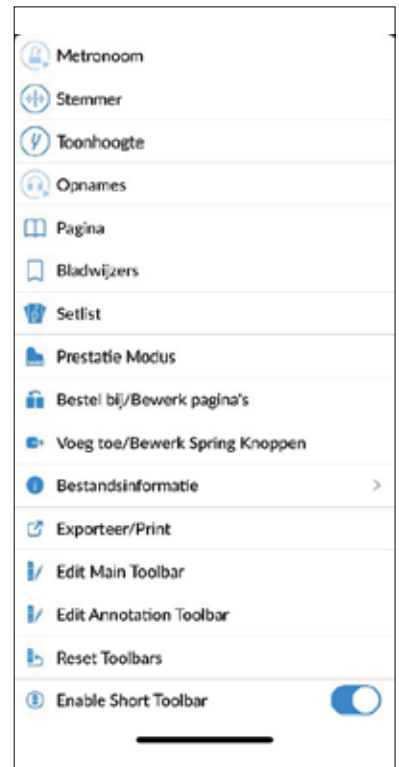 Metronoom
Stemmer
Toonhoogte
Opnames
Pagina
Bladwijzers
Setlist
Prestatie Modus
Bestel bij/Bewerk pagina's
Voeg toe/Bewerk Spring Knoppen
Bestandsinformatie
Exporteer/Print
Edit Main Toolbar
Edit Annotation Toolbar
Reset Toolbars
Enable Short Toolbar